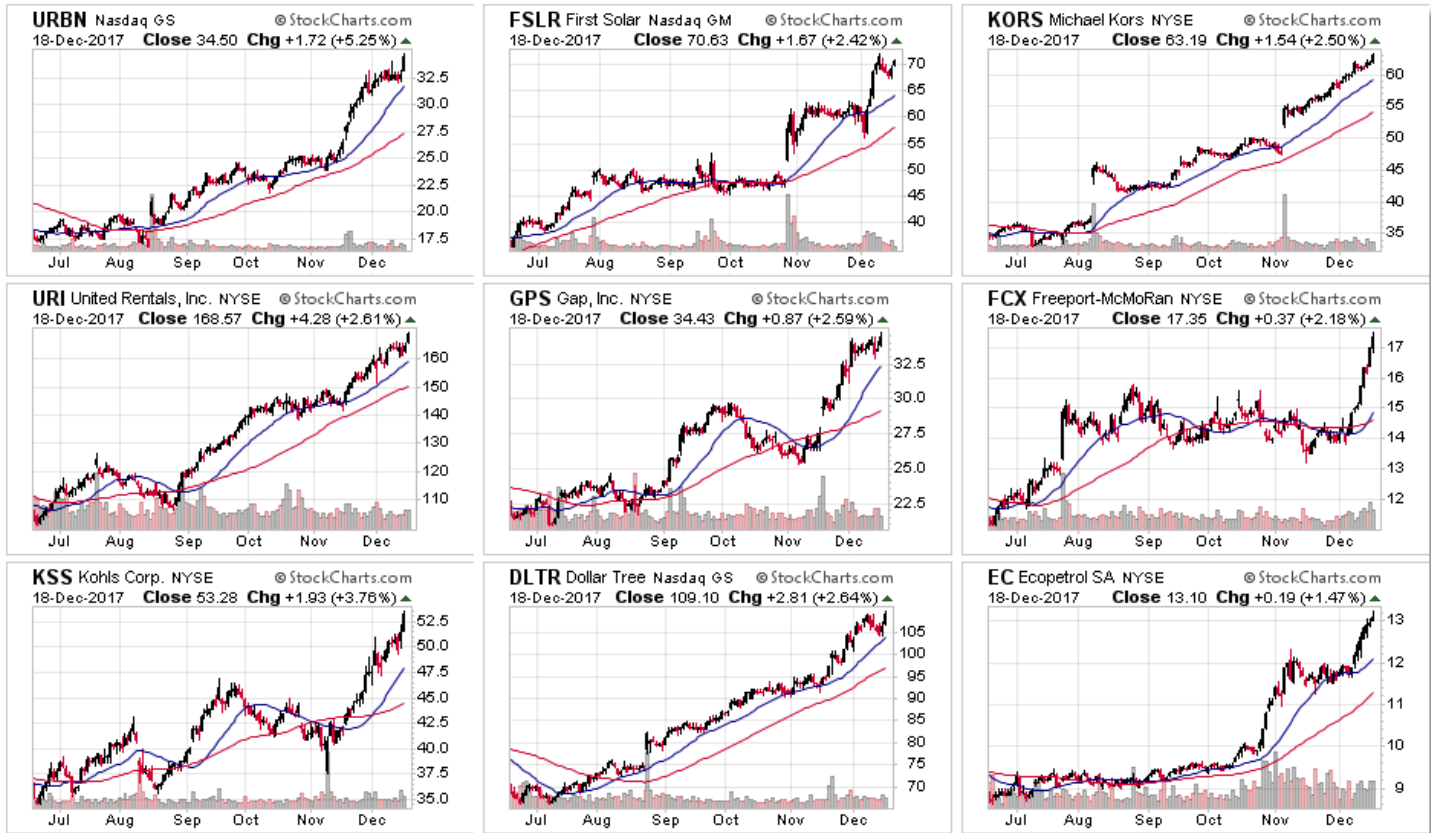 URBN Nasdaq GS © StockCharts.com
18-Dec-2017 Close 34.50 Chg +1.72 (+5.25%)
32.5
30.0
27.5
25.0
22.5
20.0
17.5
Jul Aug Sep Oct Nov Dec
FSLR First Solar Nasdaq GM © StockCharts.com
18-Dec-2017 Close 70.63 Chg +1.67 (+2.42%)
70
65
60
55
50
45
40
Jul Aug Sep Oct Nov Dec
KORS Michael Kors NYSE © StockCharts.com
18-Dec-2017 Close 63.19 Chg +1.54 (+2.50%)
60
55
50
45
40
35
Jul Aug Sep Oct Nov Dec
URI United Rentals, Inc. NYSE © StockCharts.com
18-Dec-2017 Close 168.57 Chg +4.28 (+2.61%)
160
150
140
130
120
110
Jul Aug Sep Oct Nov Dec
GPS Gap, Inc. NYSE © StockCharts.com
18-Dec-2017 Close 34.43 Chg +0.87 (+2.59%)
32.5
30.0
27.5
25.0
22.5
Jul Aug Sep Oct Nov Dec
FCX Freeport-McMoRan NYSE © StockCharts.com
18-Dec-2017 Close 17.35 Chg +0.37 (+2.18%)
17
16
15
14
13
12
Jul Aug Sep Oct Nov Dec
KSS Kohls Corp. NYSE © StockCharts.com
18-Dec-2017 Close 53.28 Chg +1.93 (+3.76%)
52.5
50.0
47.5
45.0
42.5
40.0
37.5
35.0
Jul Aug Sep Oct Nov Dec
DLTR Dollar Tree Nasdaq GS © StockCharts.com
18-Dec-2017 Close 109.10 Chg +2.81 (+2.64%)
105
100
95
90
85
80
75
70
Jul Aug Sep Oct Nov Dec
EC Ecopetrol SA NYSE © StockCharts.com
18-Dec-2017 Close 13.10 Chg +0.19 (+1.47%)
13
12
11
10
9
Jul Aug Sep Oct Nov Dec